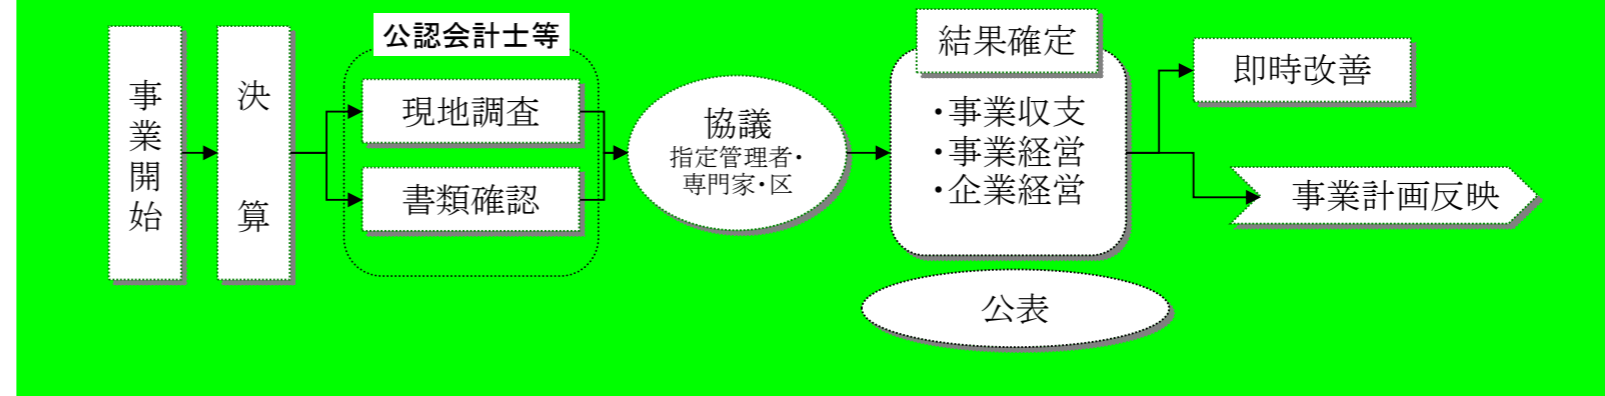 事業開始
決算
公認会計士等
現地調査
書類確認
協議
指定管理者・
専門家・区
結果確定
・事業収支
・事業経営
・企業経営
公表
即時改善
事業計画反映